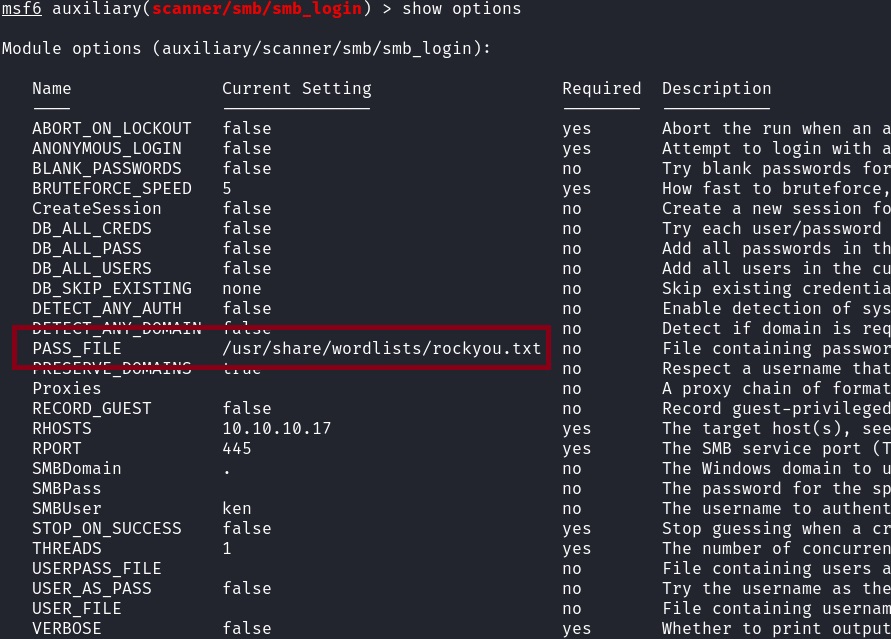 msf6 auxiliary(scanner/smb/smb_login) > show options
Module options (auxiliary/scanner/smb/smb_login):
Name Current Setting Required Description
ABORT_ON_LOCKOUT false yes Abort the run when an a
ANONYMOUS_LOGIN false yes Attempt to login with a
BLANK_PASSWORDS false no Try blank passwords for
BRUTEFORCE_SPEED 5 yes How fast to bruteforce,
CreateSession false no Create a new session fo
DB_ALL_CREDS false no Try each user/password
DB_ALL_PASS false no Add all passwords in th
DB_ALL_USERS false no Add all users in the cu
DB_SKIP_EXISTING none no Skip existing credentia
DETECT_ANY_AUTH false no Enable detection of sys
DETECT_ANY_DOMAIN false no Detect if domain is req
PASS_FILE /usr/share/wordlists/rockyou.txt no File containing passwor
PRESERVE_DOMAINS true no Respect a username that
Proxies no A proxy chain of format
RECORD_GUEST false no Record guest-privileged
RHOSTS 10.10.10.17 yes The target host(s), see
RPORT 445 yes The SMB service port (T
SMBDomain . no The Windows domain to u
SMBPass no The password for the sp
SMBUser ken no The username to authent
STOP_ON_SUCCESS false yes Stop guessing when a cr
THREADS 1 yes The number of concurren
USERPASS_FILE no File containing users a
USER_AS_PASS false no Try the username as the
USER_FILE no File containing usernam
VERBOSE false yes Whether to print output